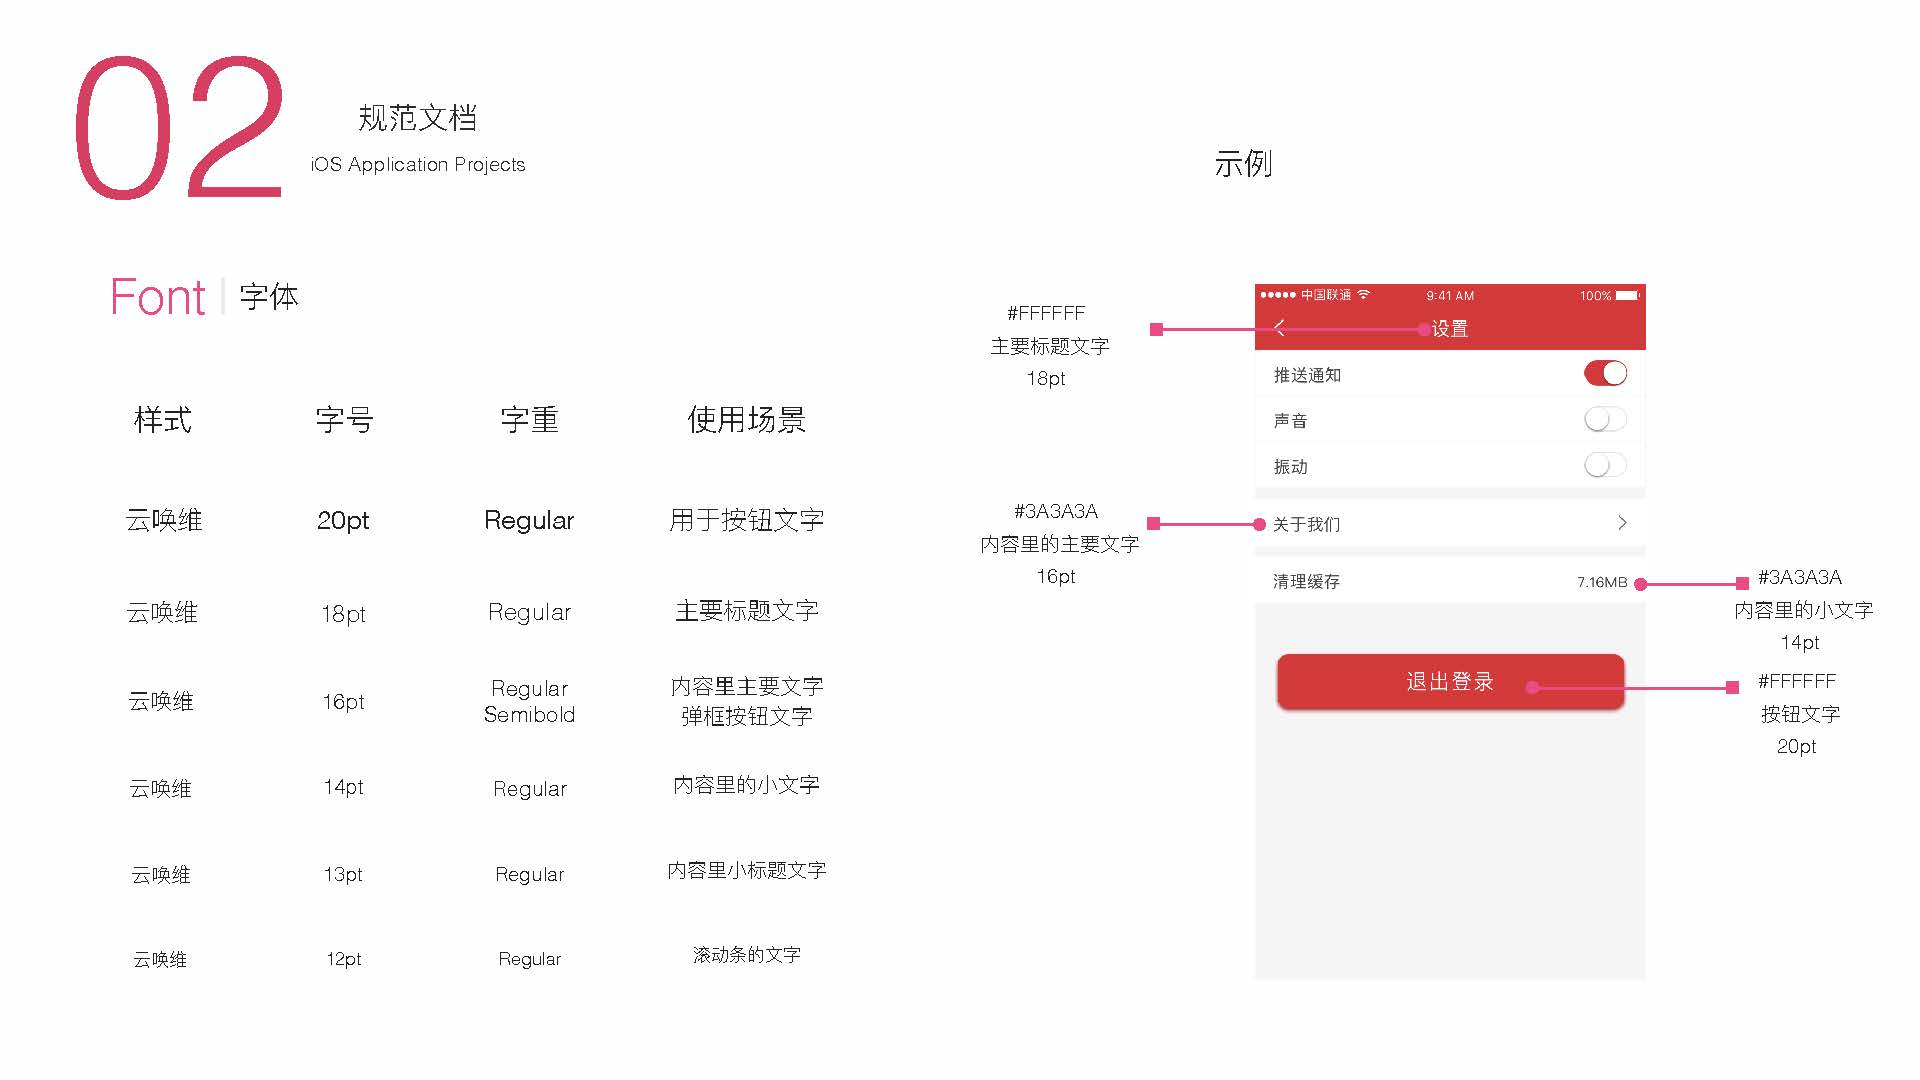 02
规范文档
iOS Application Projects
示例
Font | 字体
样式 字号 字重 使用场景
云唤维 20pt Regular 用于按钮文字
云唤维 18pt Regular 主要标题文字
云唤维 16pt Regular Semibold 内容里主要文字 弹框按钮文字
云唤维 14pt Regular 内容里的小文字
云唤维 13pt Regular 内容里小标题文字
云唤维 12pt Regular 滚动条的文字
#FFFFFF
主要标题文字
18pt
#3A3A3A
内容里的主要文字
16pt
中国联通 9:41 AM 100%
设置
推送通知
声音
振动
关于我们
清理缓存 7.16MB
退出登录
#3A3A3A
内容里的小文字
14pt
#FFFFFF
按钮文字
20pt